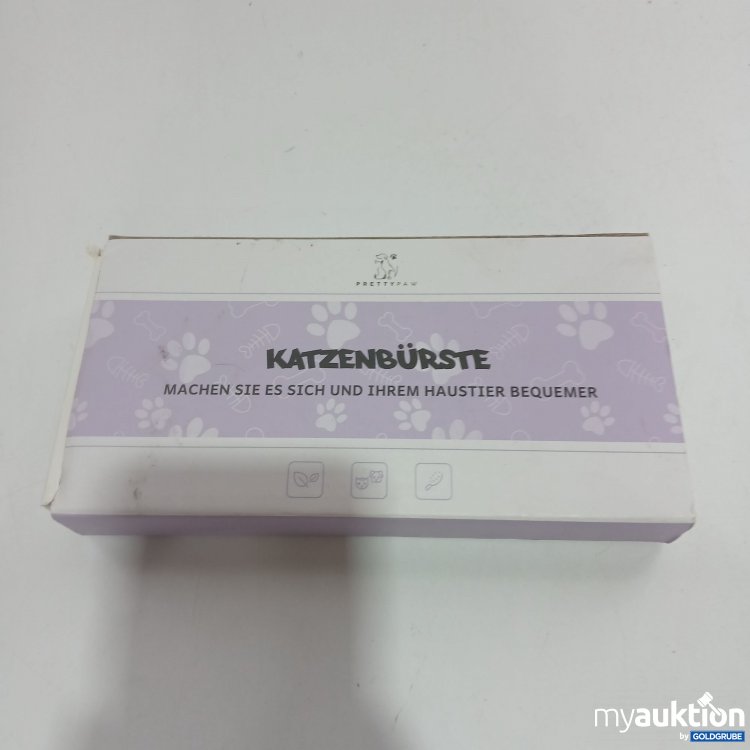 PRETTYPAW
KATZENBÜRSTE
MACHEN SIE ES SICH UND IHREM HAUSTIER BEQUEMER
myauktion
by GOLDGRUBE